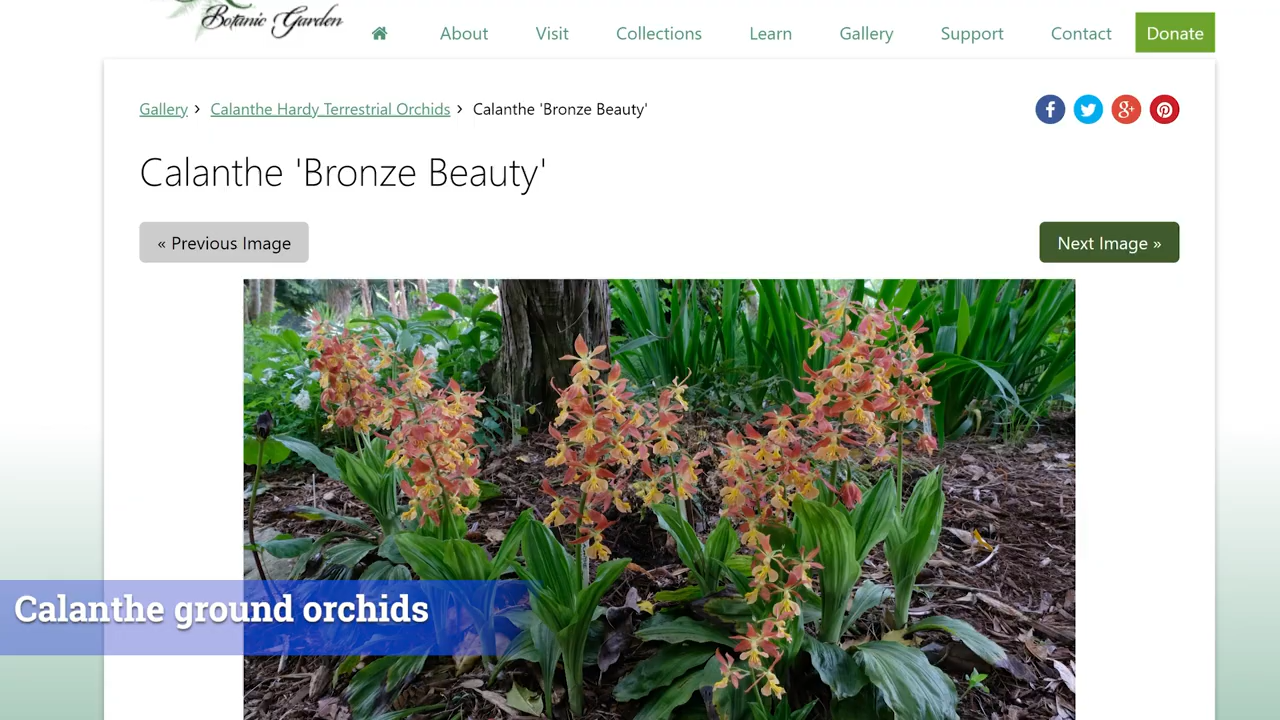 Botanic Garden
About Visit Collections Learn Gallery Support Contact Donate
Gallery › Calanthe Hardy Terrestrial Orchids › Calanthe 'Bronze Beauty'
Calanthe 'Bronze Beauty'
« Previous Image Next Image »
Calanthe ground orchids